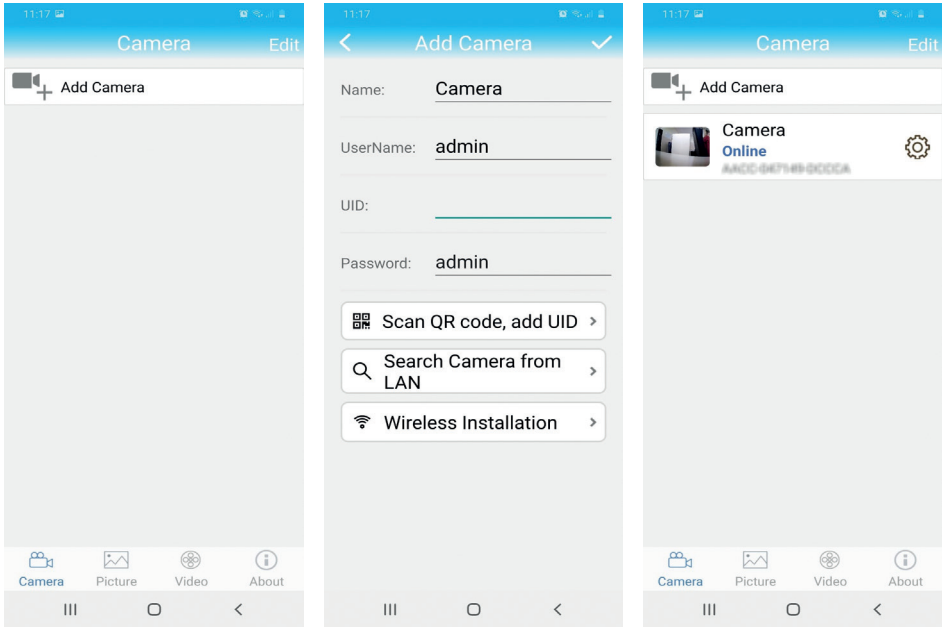 11:17
Camera Edit
Add Camera
Camera Picture Video About
11:17
Add Camera
Name: Camera
UserName: admin
UID:
Password: admin
Scan QR code, add UID
Search Camera from
LAN
Wireless Installation
11:17
Camera Edit
Add Camera
Camera
Online
Camera Picture Video About